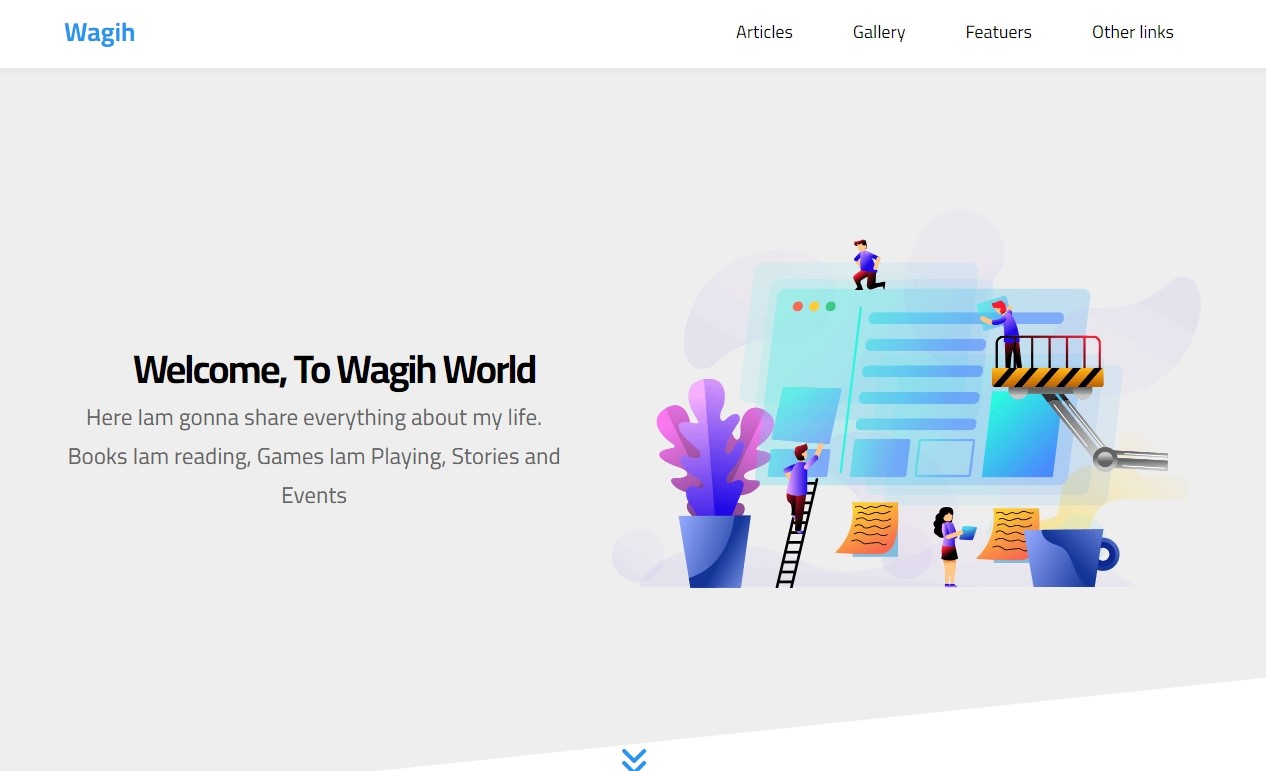 Wagih
Articles
Gallery
Featuers
Other links
Welcome, To Wagih World
Here Iam gonna share everything about my life.
Books Iam reading, Games Iam Playing, Stories and
Events